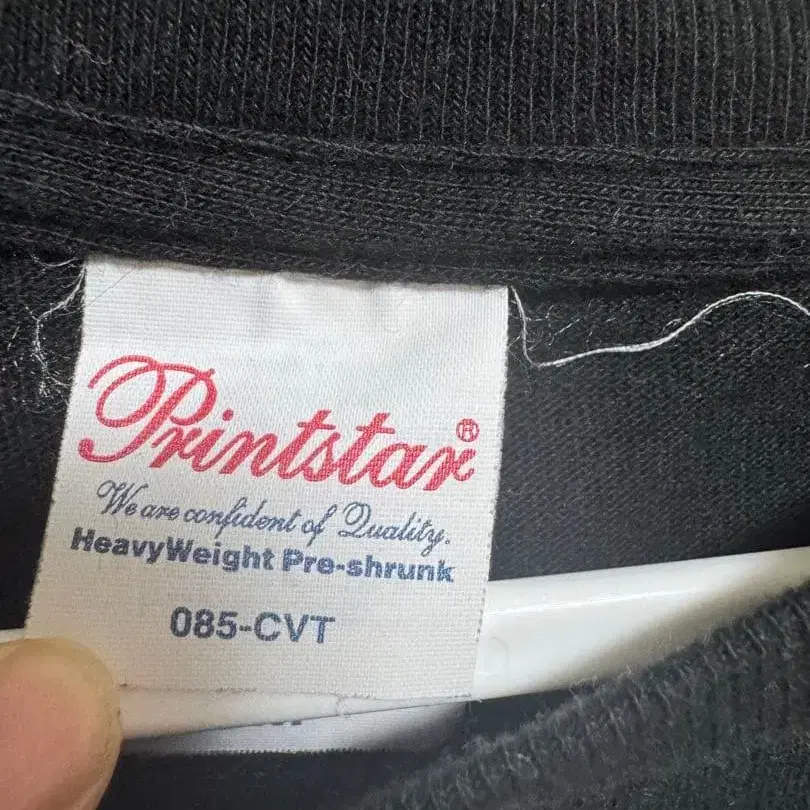 Printstar®
We are confident of Quality.
HeavyWeight Pre-shrunk
085-CVT